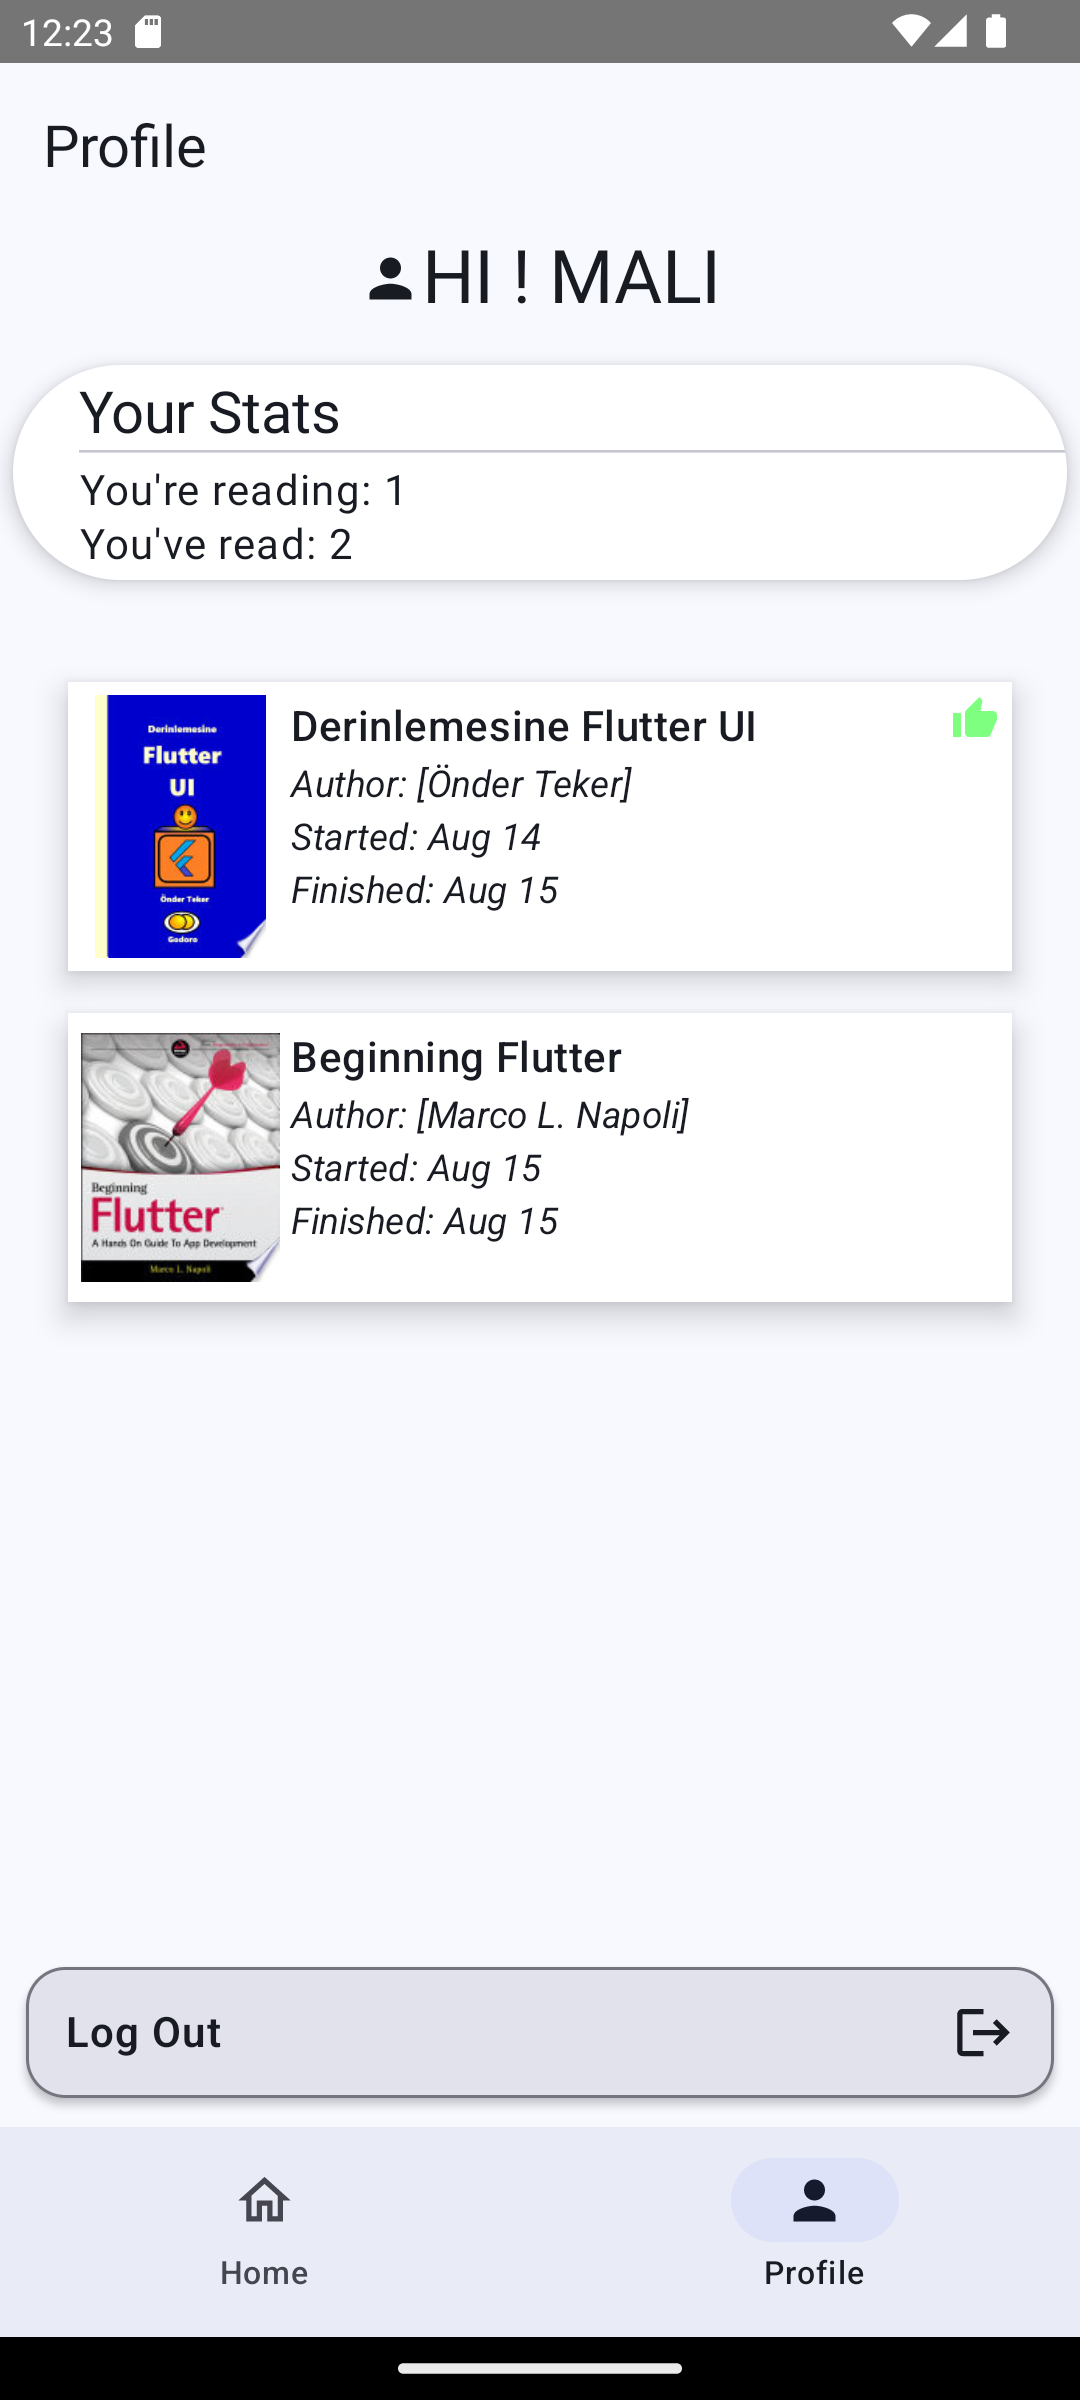 12:23
Profile
HI ! MALI
Your Stats
You're reading: 1
You've read: 2
Derinlemesine
Flutter
UI
Önder Teker
Godoro
Derinlemesine Flutter UI
Author: [Önder Teker]
Started: Aug 14
Finished: Aug 15
Beginning
Flutter
A Hands On Guide To App Development
Marco L. Napoli
Beginning Flutter
Author: [Marco L. Napoli]
Started: Aug 15
Finished: Aug 15
Log Out
Home
Profile